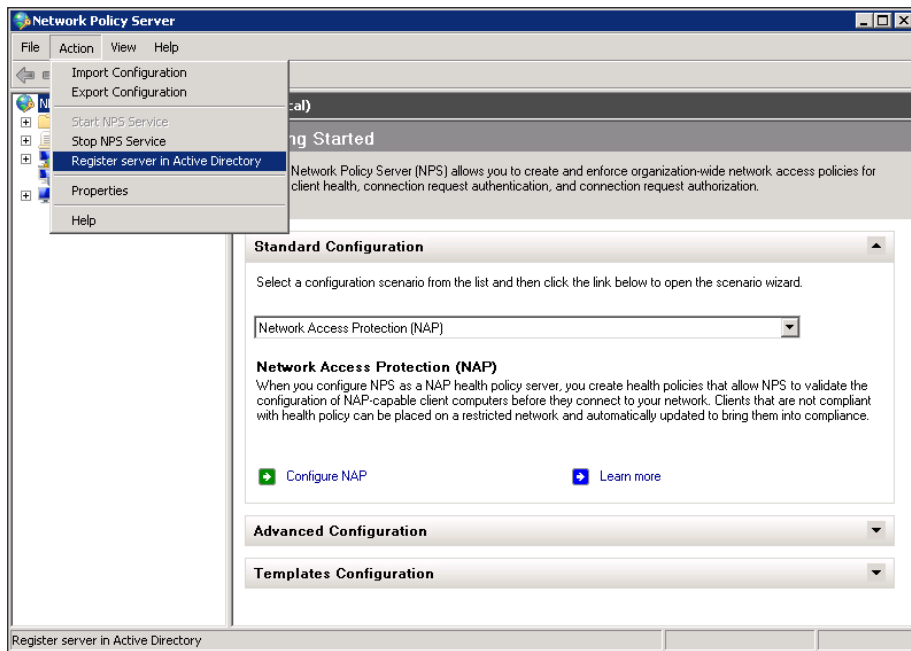 Network Policy Server
File Action View Help
Import Configuration
Export Configuration
Start NPS Service
Stop NPS Service
Register server in Active Directory
Properties
Help
Standard Configuration
Network Policy Server (NPS) allows you to create and enforce organization-wide network access policies for
client health, connection request authentication, and connection request authorization.
Select a configuration scenario from the list and then click the link below to open the scenario wizard.
Network Access Protection (NAP)
Network Access Protection (NAP)
When you configure NPS as a NAP health policy server, you create health policies that allow NPS to validate the
configuration of NAP-capable client computers before they connect to your network. Clients that are not compliant
with health policy can be placed on a restricted network and automatically updated to bring them into compliance.
Configure NAP Learn more
Advanced Configuration
Templates Configuration
Register server in Active Directory